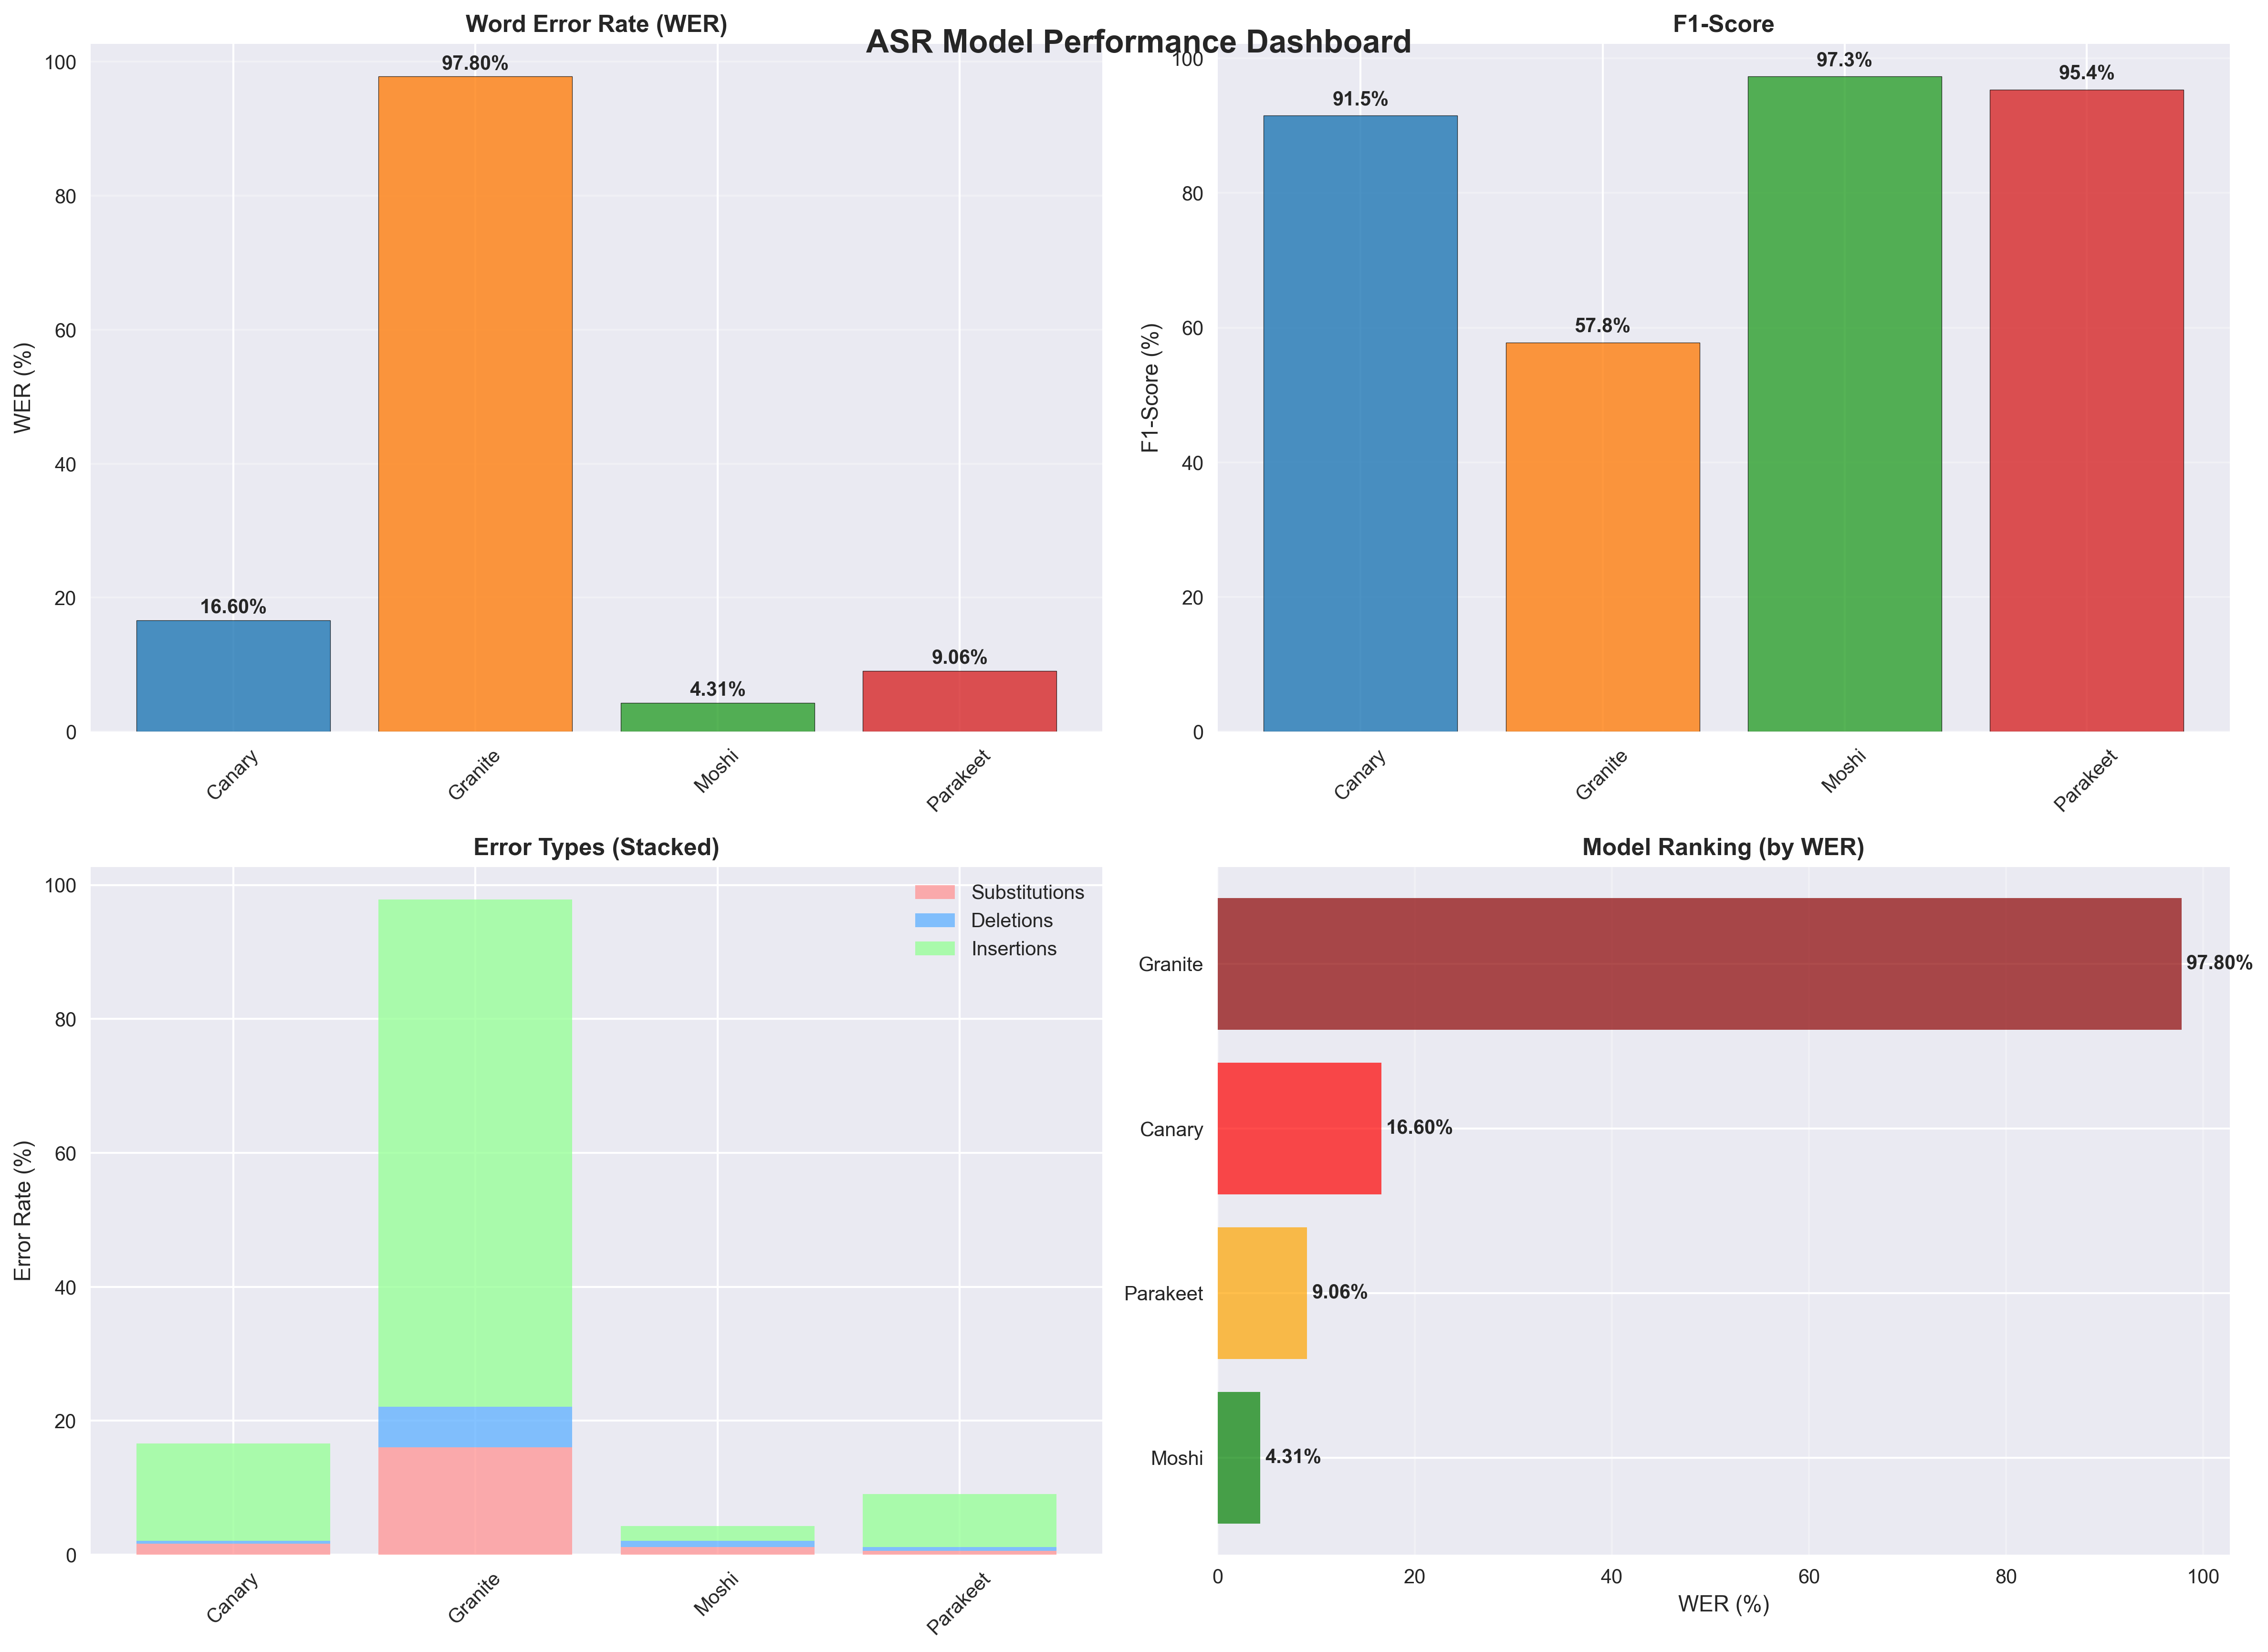 ASR Model Performance Dashboard
Word Error Rate (WER)
WER (%)
100
80
60
40
20
0
16.60%
97.80%
4.31%
9.06%
Canary
Granite
Moshi
Parakeet
F1-Score
F1-Score (%)
100
80
60
40
20
0
91.5%
57.8%
97.3%
95.4%
Canary
Granite
Moshi
Parakeet
Error Types (Stacked)
Error Rate (%)
100
80
60
40
20
0
Substitutions
Deletions
Insertions
Canary
Granite
Moshi
Parakeet
Model Ranking (by WER)
Granite
97.80%
Canary
16.60%
Parakeet
9.06%
Moshi
4.31%
0 20 40 60 80 100
WER (%)